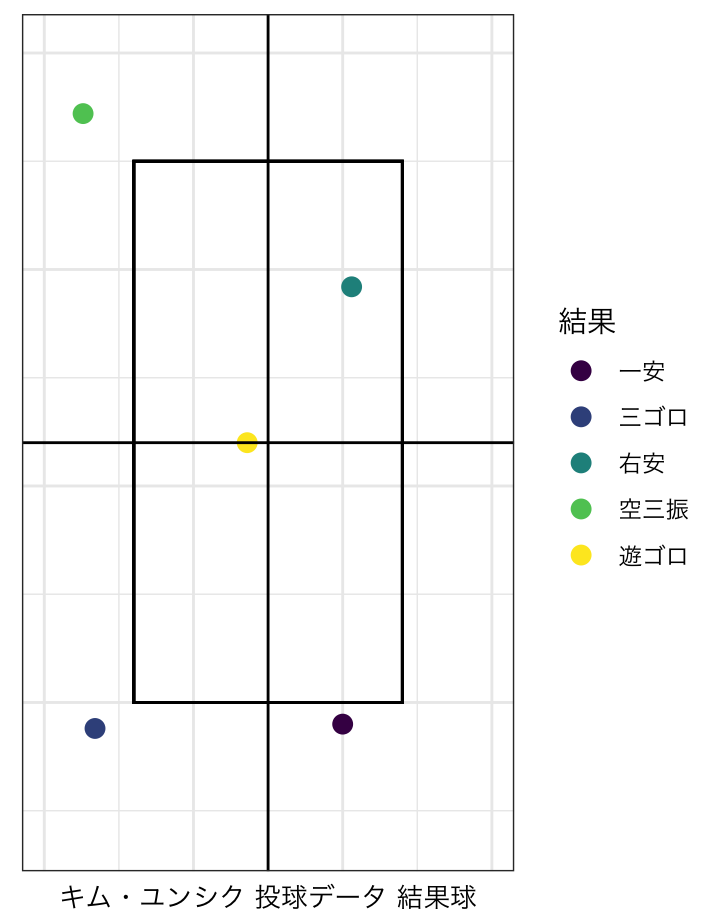 結果
一安
三ゴロ
右安
空三振
遊ゴロ
キム・ユンシク 投球データ 結果球